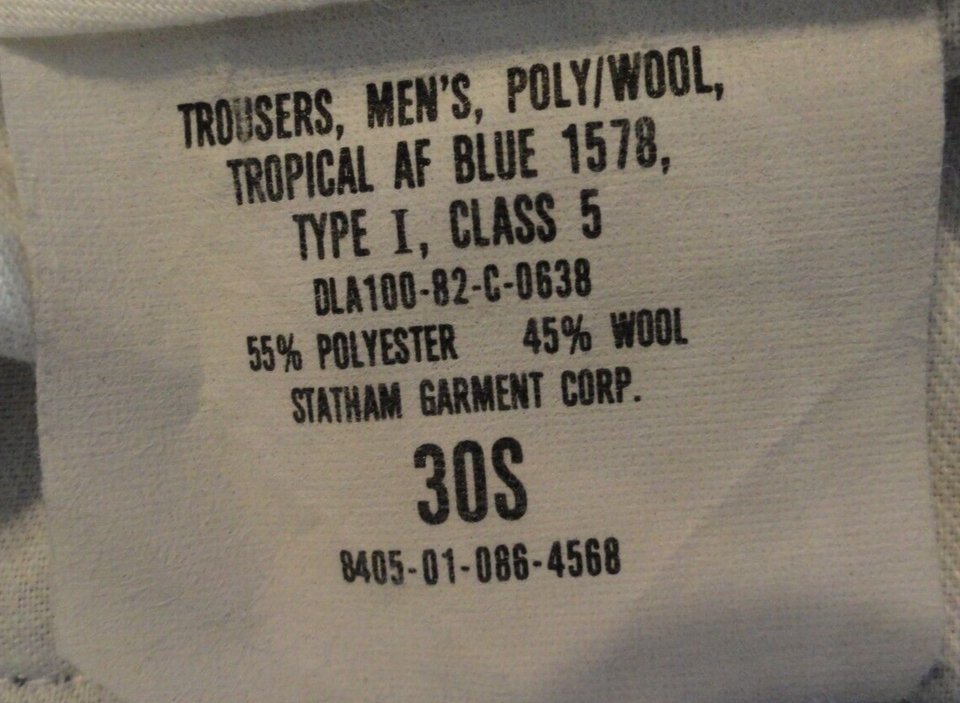 TROUSERS, MEN'S, POLY/WOOL,
TROPICAL AF BLUE 1578,
TYPE I, CLASS 5
DLA100-82-C-0638
55% POLYESTER 45% WOOL
STATHAM GARMENT CORP.
30S
8405-01-086-4568